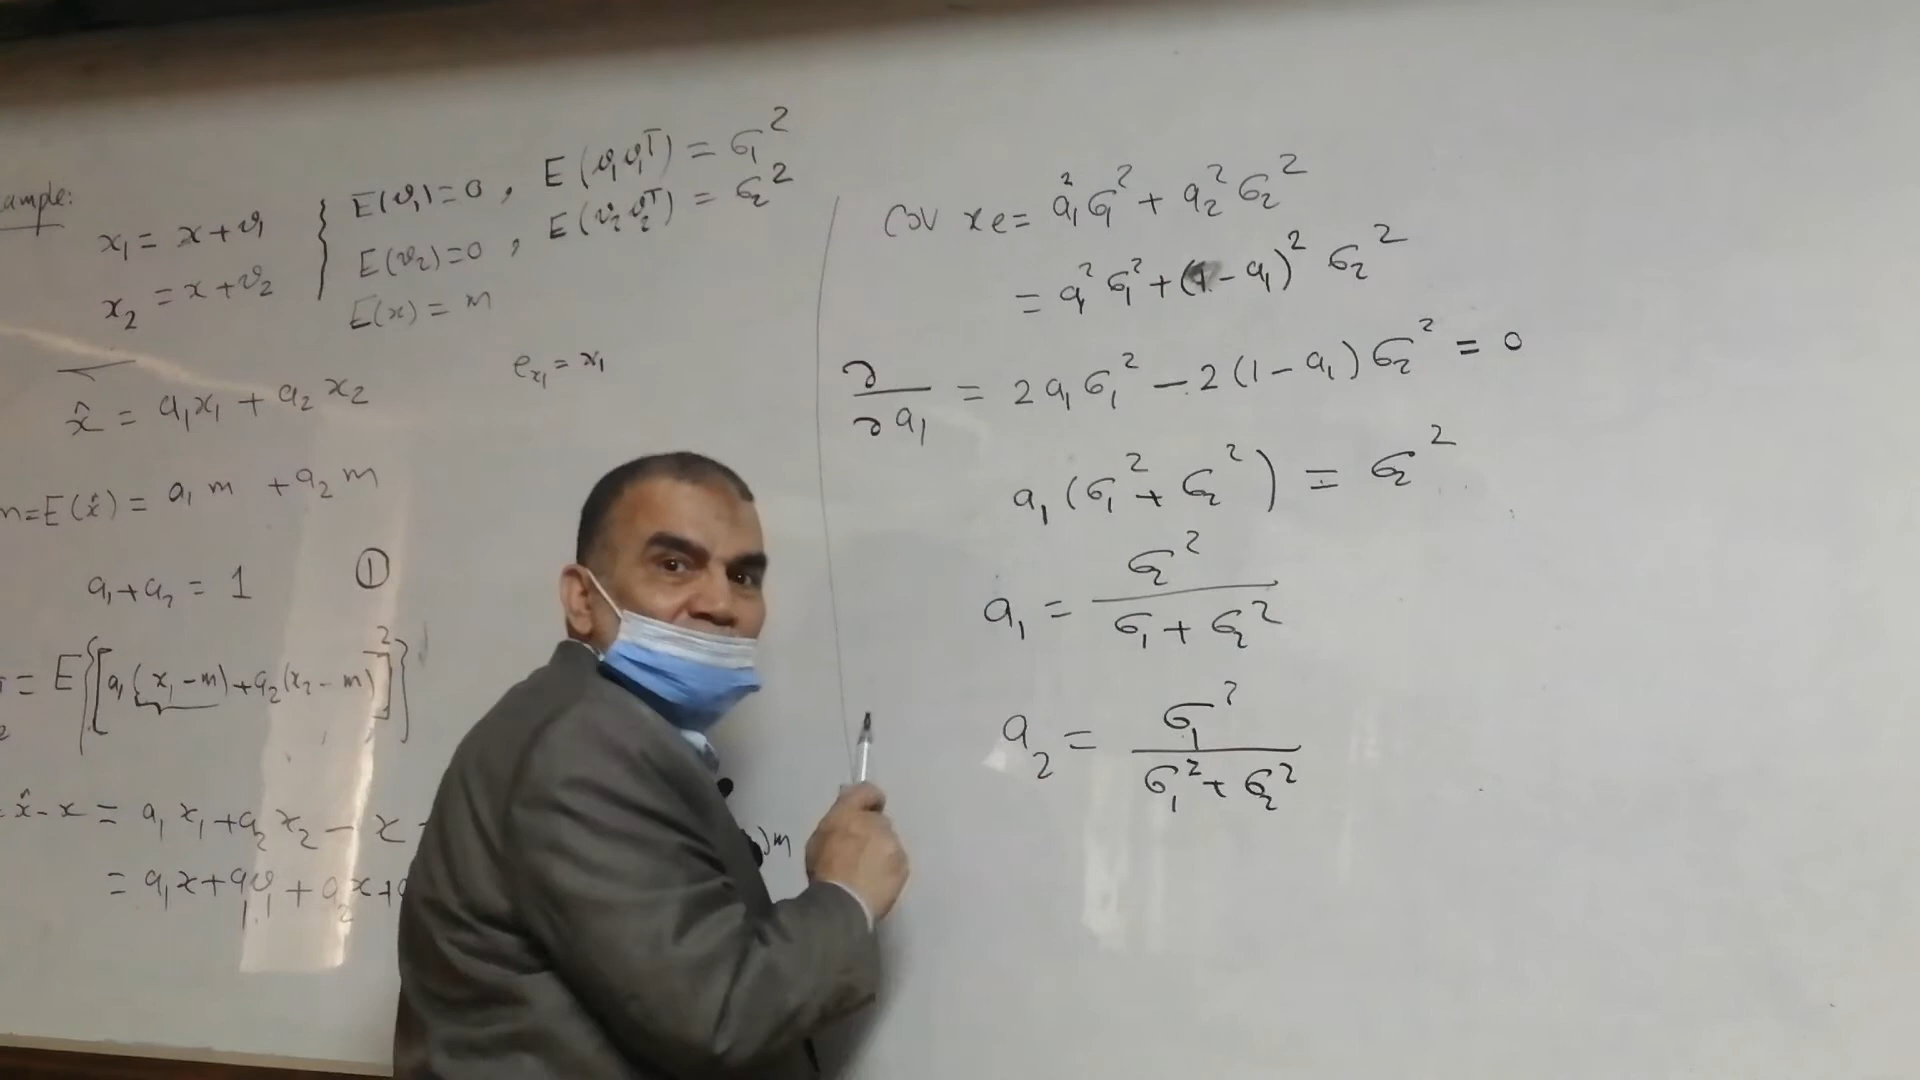 ample:
x₁ = x + v₁
x₂ = x + v₂
E(v₁) = 0 , E(v₁v₁ᵀ) = σ₁²
E(v₂) = 0 , E(v₂v₂ᵀ) = σ₂²
E(x) = m
eₓ₁ = x₁
x̂ = a₁x₁ + a₂x₂
m = E(x̂) = a₁m + a₂m
a₁ + a₂ = 1 ①
= E{[a₁(x₁ - m) + a₂(x₂ - m)]²}
x̂ - x = a₁x₁ + a₂x₂ - x
)m
= a₁x + a₁v₁ + a₂x +
cov xe = a₁²σ₁² + a₂²σ₂²
= a₁²σ₁² + (1 - a₁)² σ₂²
∂/∂a₁ = 2a₁σ₁² - 2(1 - a₁)σ₂² = 0
a₁(σ₁² + σ₂²) = σ₂²
a₁ = σ₂² / (σ₁ + σ₂²)
a₂ = σ₁² / (σ₁² + σ₂²)